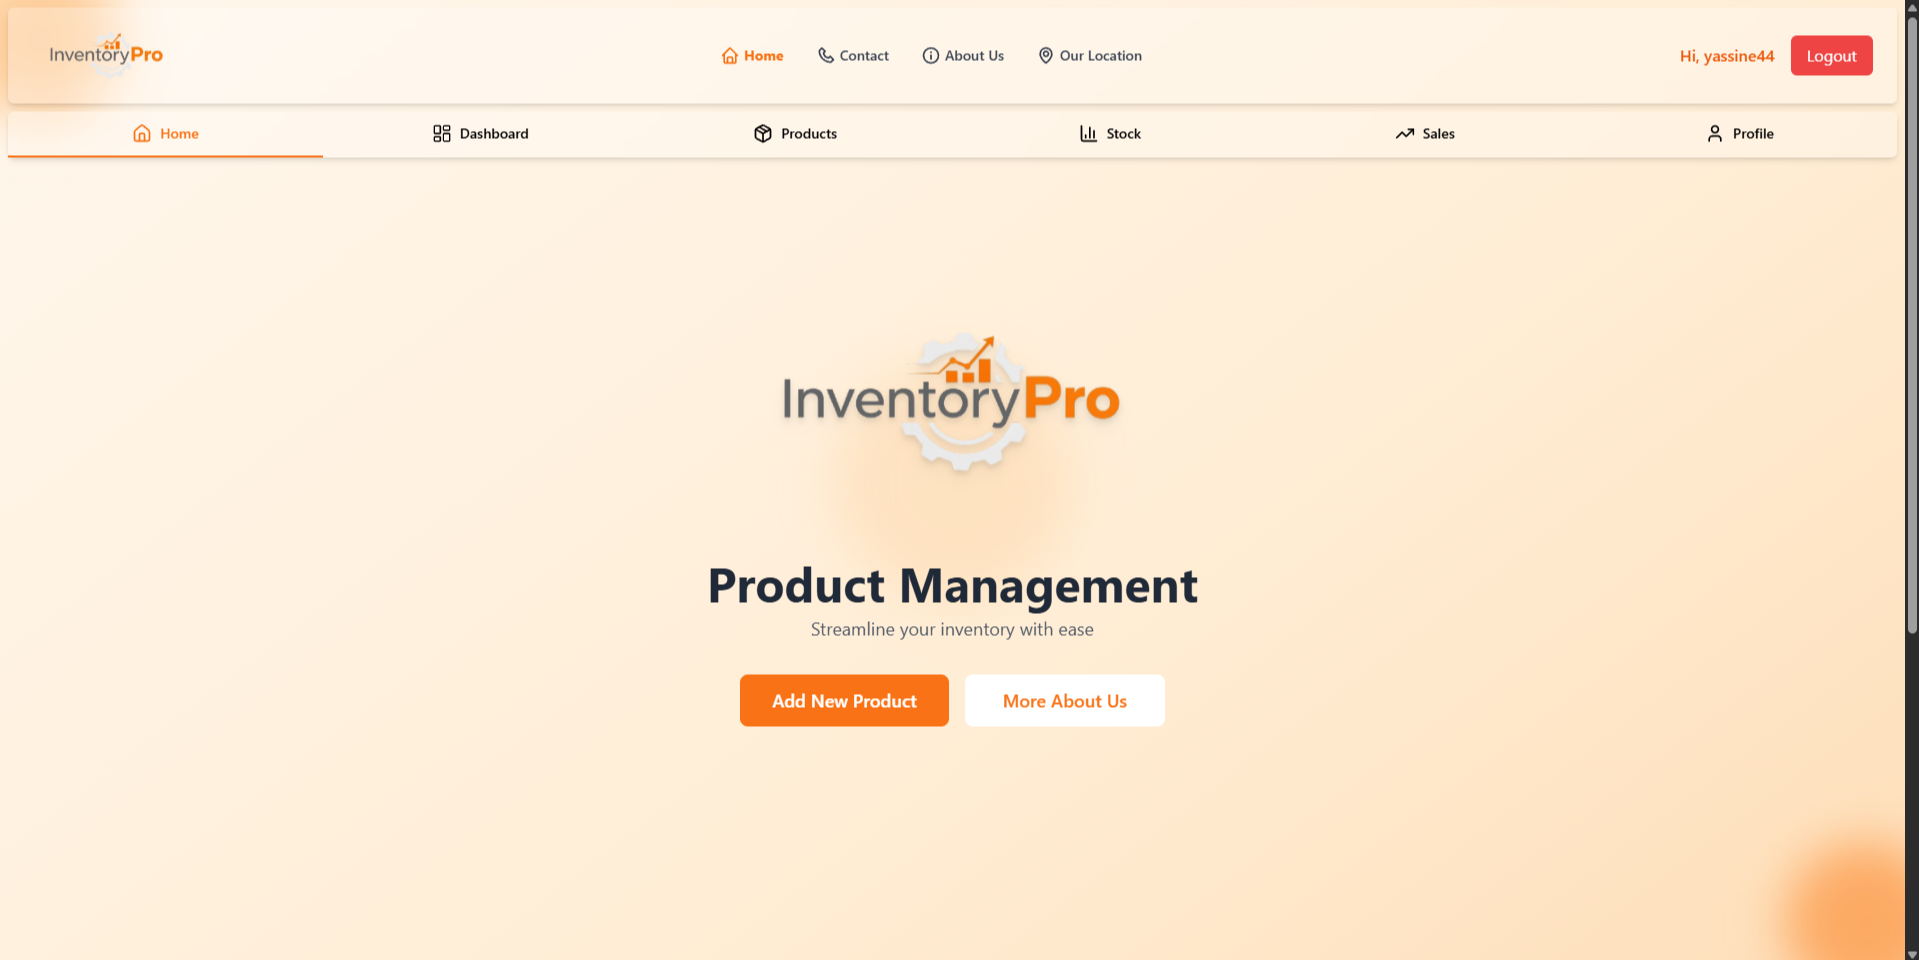 InventoryPro
Home
Contact
About Us
Our Location
Hi, yassine44
Logout
Home
Dashboard
Products
Stock
Sales
Profile
InventoryPro
Product Management
Streamline your inventory with ease
Add New Product
More About Us